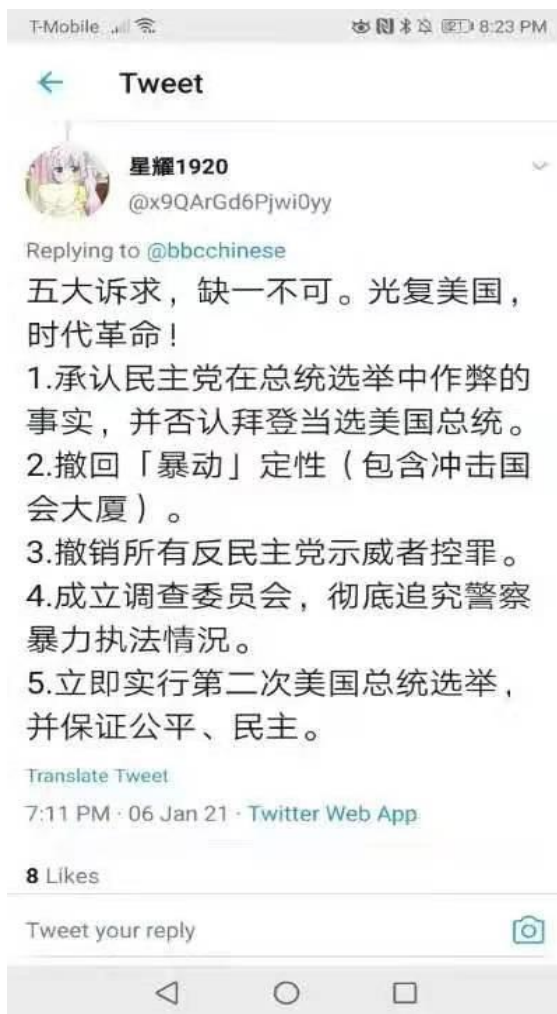 T-Mobile 21 8:23 PM
Tweet
星耀1920
@x9QArGd6Pjwi0yy
Replying to @bbcchinese
五大诉求，缺一不可。光复美国，
时代革命！
1.承认民主党在总统选举中作弊的
事实，并否认拜登当选美国总统。
2.撤回「暴动」定性（包含冲击国
会大厦）。
3.撤销所有反民主党示威者控罪。
4.成立调查委员会，彻底追究警察
暴力执法情况。
5.立即实行第二次美国总统选举，
并保证公平、民主。
Translate Tweet
7:11 PM · 06 Jan 21 · Twitter Web App
8 Likes
Tweet your reply